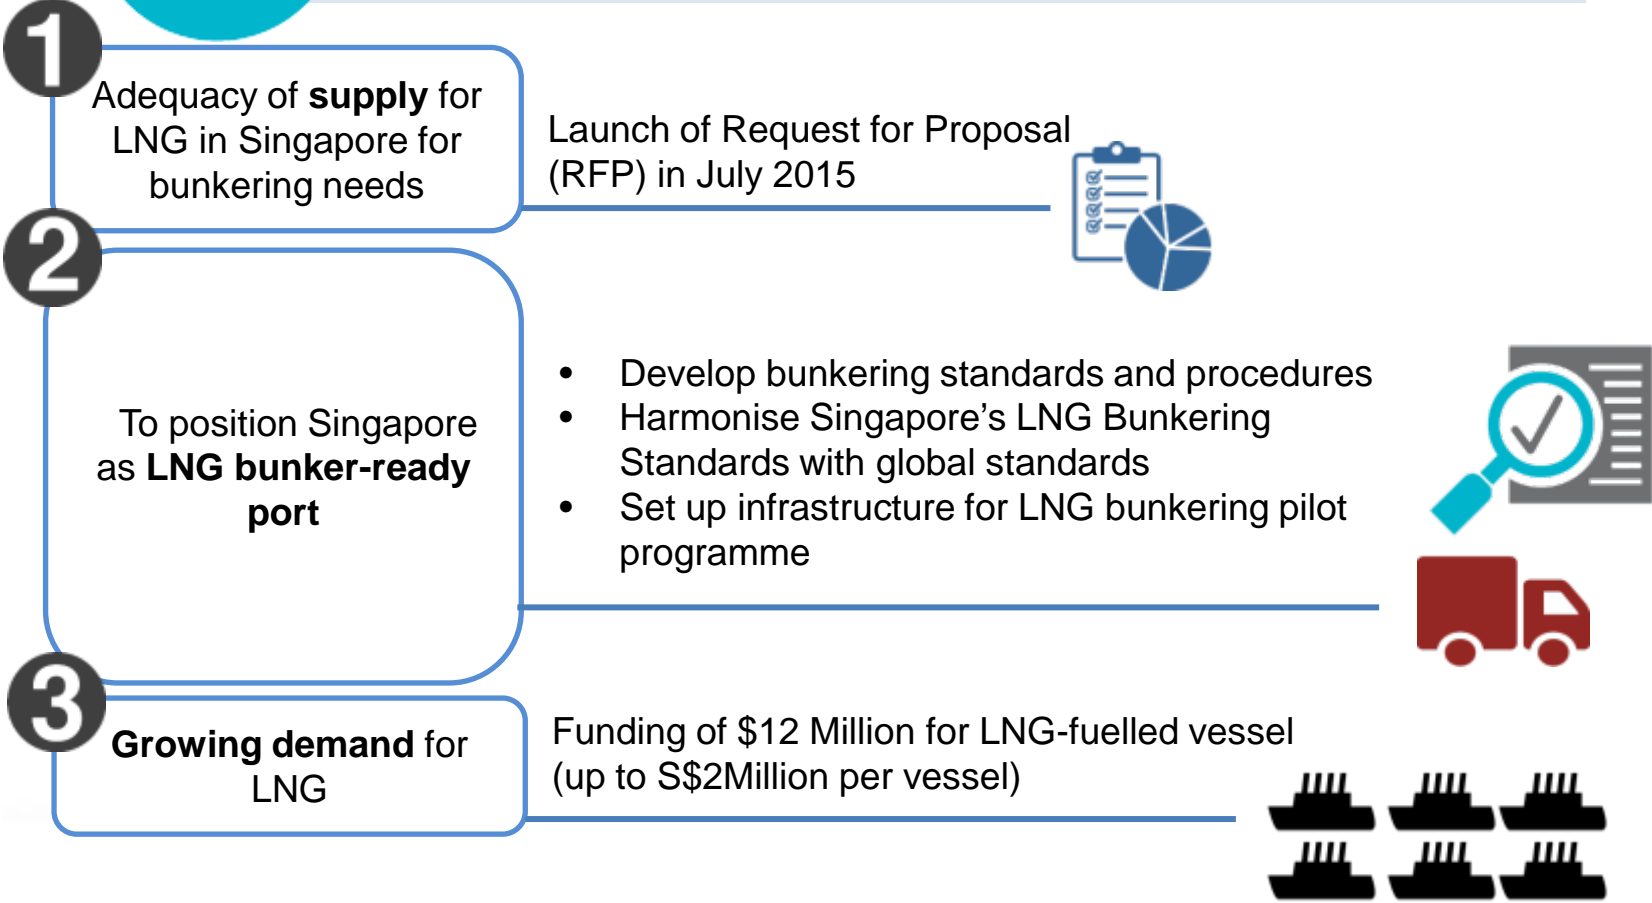 1
Adequacy of supply for
LNG in Singapore for
bunkering needs
Launch of Request for Proposal
(RFP) in July 2015
2
To position Singapore
as LNG bunker-ready
port
• Develop bunkering standards and procedures
• Harmonise Singapore’s LNG Bunkering
Standards with global standards
• Set up infrastructure for LNG bunkering pilot
programme
3
Growing demand for
LNG
Funding of $12 Million for LNG-fuelled vessel
(up to S$2Million per vessel)